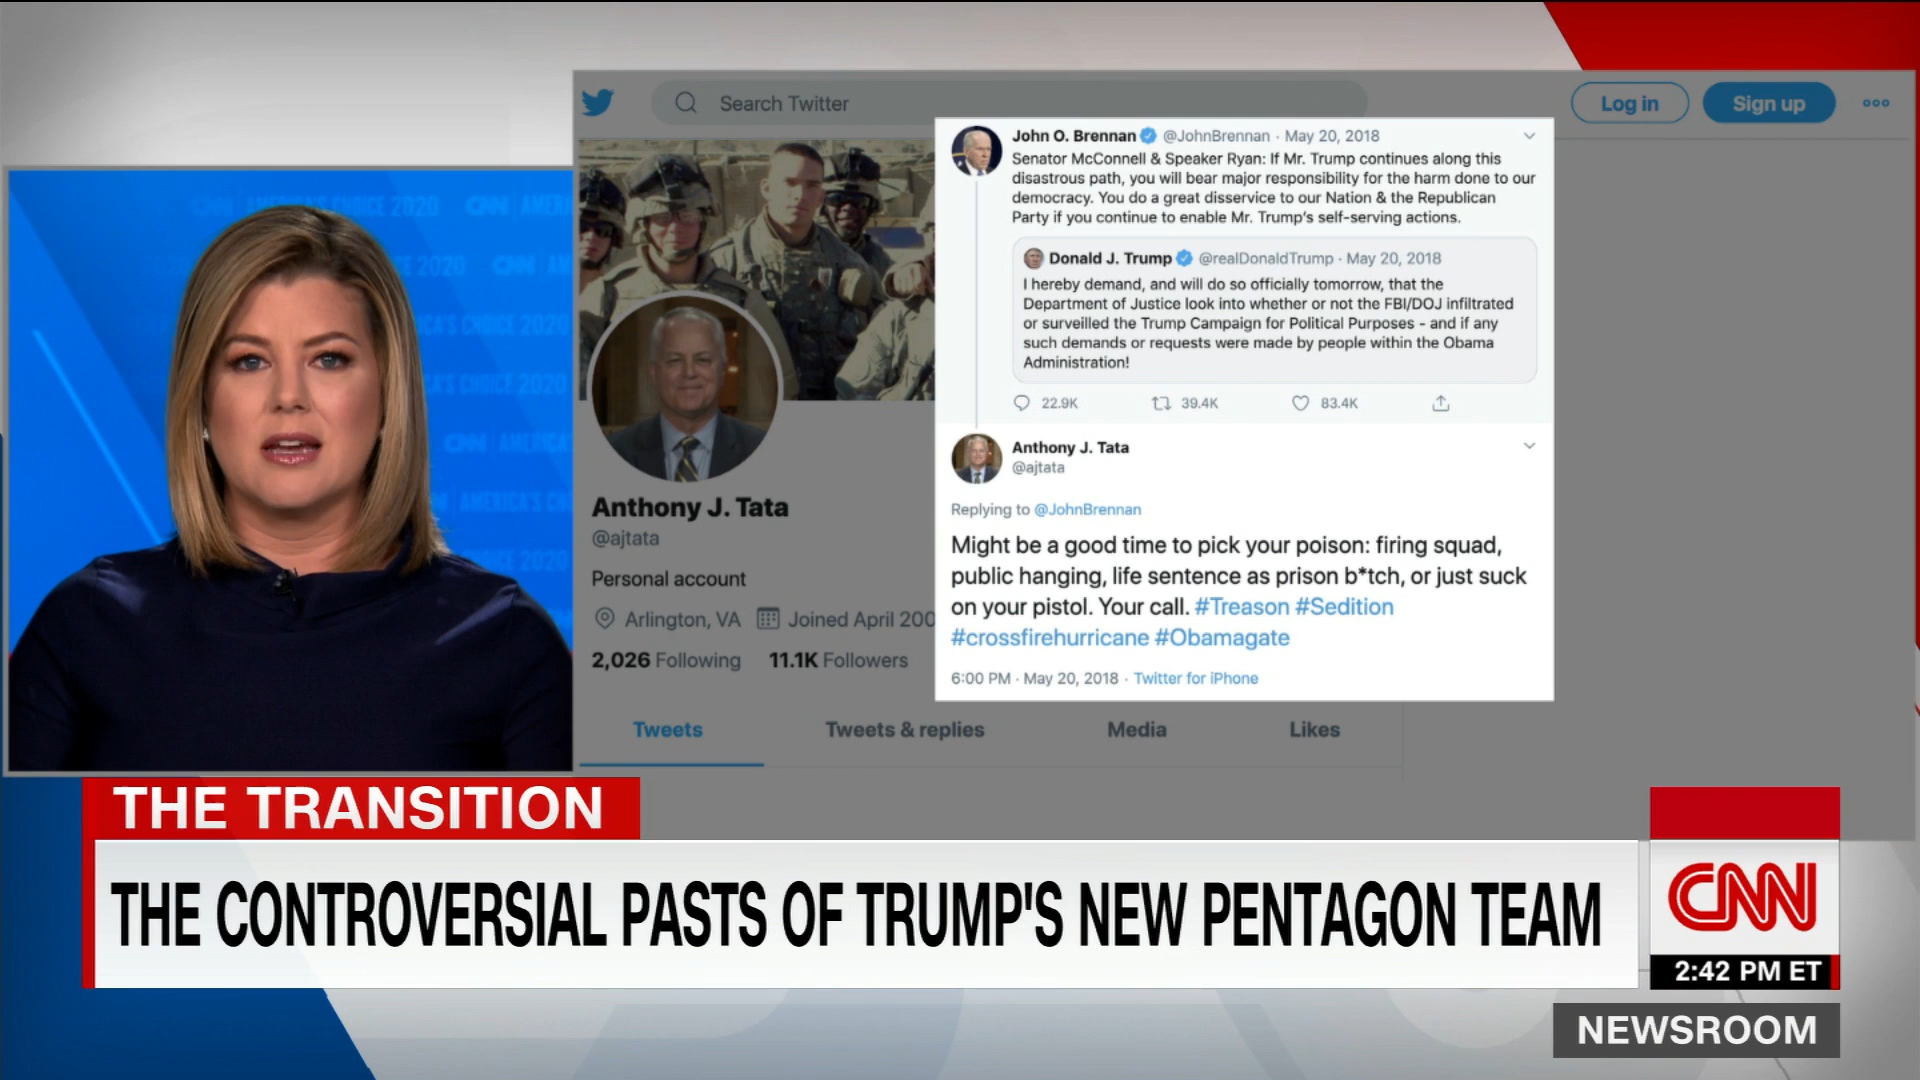 CNN AMERICA'S CHOICE 2020 CNN
Search Twitter
Log in
Sign up
John O. Brennan @JohnBrennan · May 20, 2018
Senator McConnell & Speaker Ryan: If Mr. Trump continues along this
disastrous path, you will bear major responsibility for the harm done to our
democracy. You do a great disservice to our Nation & the Republican
Party if you continue to enable Mr. Trump's self-serving actions.
Donald J. Trump @realDonaldTrump · May 20, 2018
I hereby demand, and will do so officially tomorrow, that the
Department of Justice look into whether or not the FBI/DOJ infiltrated
or surveilled the Trump Campaign for Political Purposes - and if any
such demands or requests were made by people within the Obama
Administration!
22.9K 39.4K 83.4K
Anthony J. Tata
@ajtata
Replying to @JohnBrennan
Might be a good time to pick your poison: firing squad,
public hanging, life sentence as prison b*tch, or just suck
on your pistol. Your call. #Treason #Sedition
#crossfirehurricane #Obamagate
6:00 PM · May 20, 2018 · Twitter for iPhone
Anthony J. Tata
@ajtata
Personal account
Arlington, VA Joined April 200
2,026 Following 11.1K Followers
Tweets Tweets & replies Media Likes
THE TRANSITION
THE CONTROVERSIAL PASTS OF TRUMP'S NEW PENTAGON TEAM
CNN
2:42 PM ET
NEWSROOM